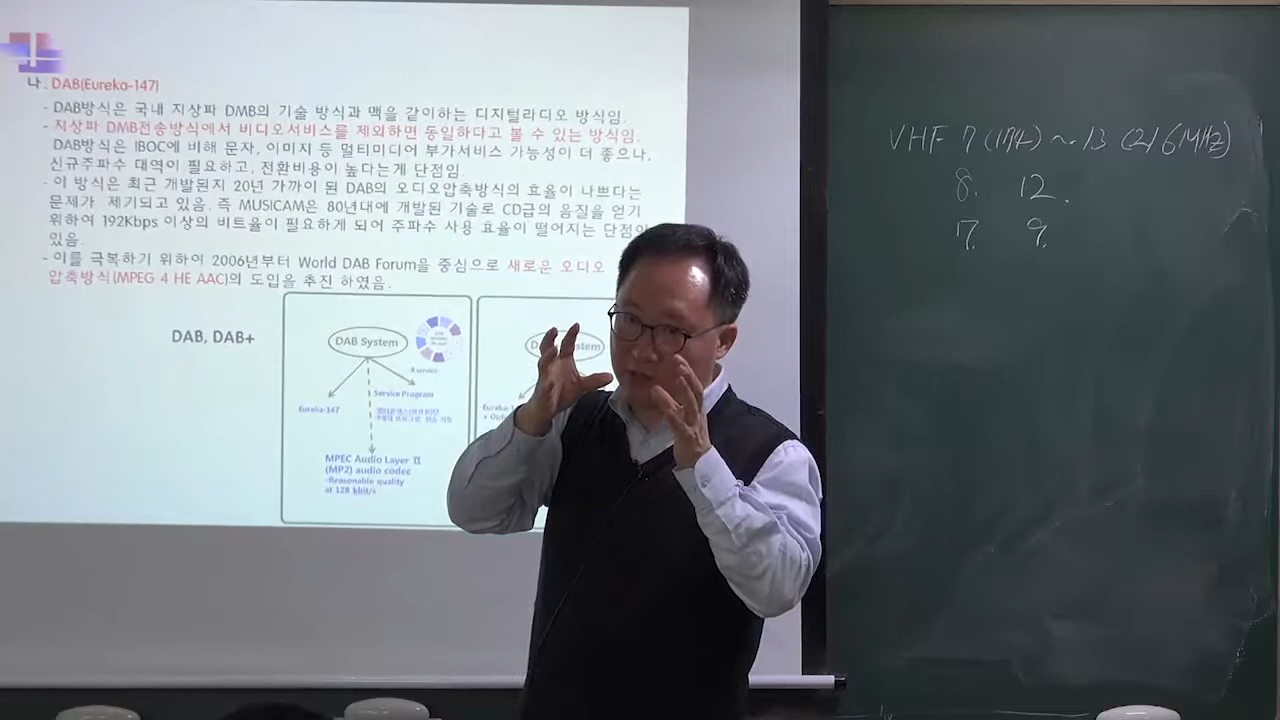 나. DAB(Eureka-147)
- DAB방식은 국내 지상파 DMB의 기술 방식과 맥을 같이하는 디지털라디오 방식임.
- 지상파 DMB전송방식에서 비디오서비스를 제외하면 동일하다고 볼 수 있는 방식임.
DAB방식은 IBOC에 비해 문자, 이미지 등 멀티미디어 부가서비스 가능성이 더 좋으나,
신규주파수 대역이 필요하고, 전환비용이 높다는게 단점임.
- 이 방식은 최근 개발된지 20년 가까이 된 DAB의 오디오압축방식의 효율이 나쁘다는
문제가 제기되고 있음. 즉 MUSICAM은 80년대에 개발된 기술로 CD급의 음질을 얻기
위하여 192Kbps 이상의 비트율이 필요하게 되어 주파수 사용 효율이 떨어지는 단점이
있음.
- 이를 극복하기 위하여 2006년부터 World DAB Forum을 중심으로 새로운 오디오
압축방식(MPEG 4 HE AAC)의 도입을 추진 하였음.
DAB, DAB+
DAB System
service
Eureka-147
Service Program
MPEC Audio Layer II
(MP2) audio codec
-Reasonable quality
at 128 kbit/s
VHF 7 ~ 13 (216MHz)
8. 12.
7. 9.